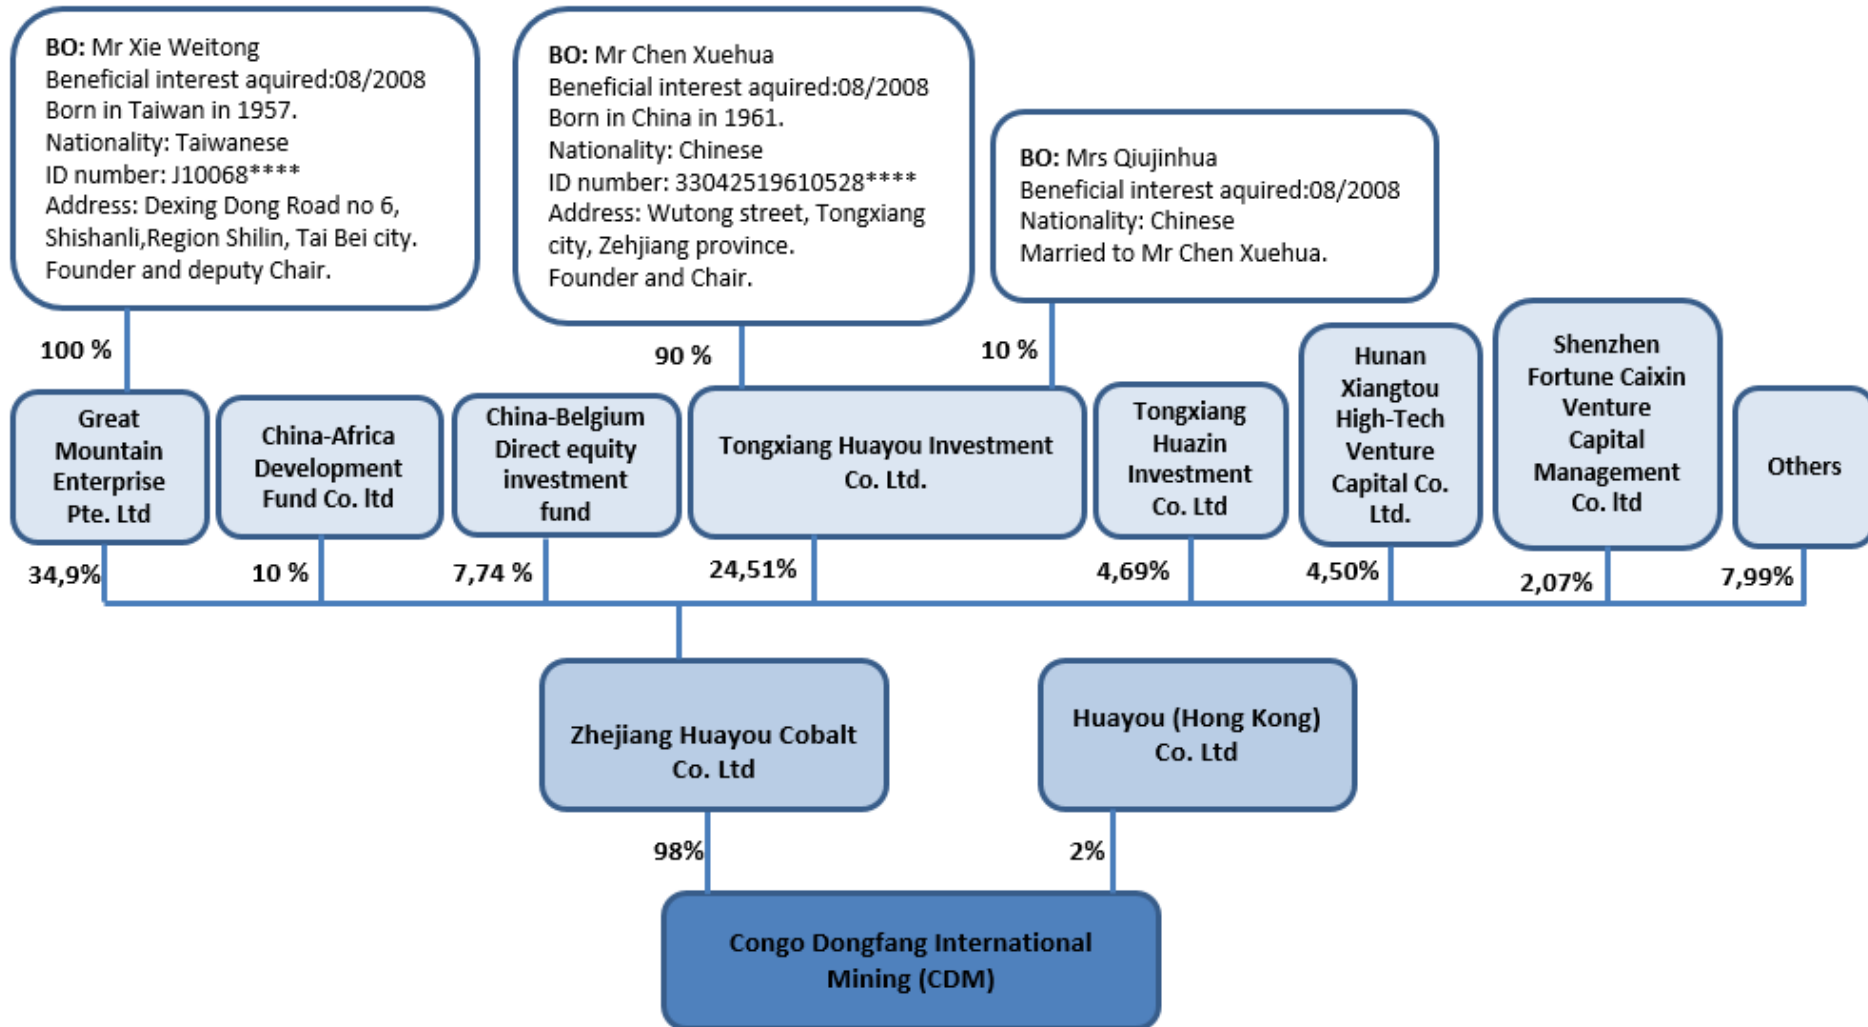 BO: Mr Xie Weitong
Beneficial interest aquired:08/2008
Born in Taiwan in 1957.
Nationality: Taiwanese
ID number: J10068****
Address: Dexing Dong Road no 6,
Shishanli,Region Shilin, Tai Bei city.
Founder and deputy Chair.
BO: Mr Chen Xuehua
Beneficial interest aquired:08/2008
Born in China in 1961.
Nationality: Chinese
ID number: 33042519610528****
Address: Wutong street, Tongxiang
city, Zehjiang province.
Founder and Chair.
BO: Mrs Qiujinhua
Beneficial interest aquired:08/2008
Nationality: Chinese
Married to Mr Chen Xuehua.
100 %
90 %
10 %
Great
Mountain
Enterprise
Pte. Ltd
China-Africa
Development
Fund Co. ltd
China-Belgium
Direct equity
investment
fund
Tongxiang Huayou Investment
Co. Ltd.
Tongxiang
Huazin
Investment
Co. Ltd
Hunan
Xiangtou
High-Tech
Venture
Capital Co.
Ltd.
Shenzhen
Fortune Caixin
Venture
Capital
Management
Co. ltd
Others
34,9%
10 %
7,74 %
24,51%
4,69%
4,50%
2,07%
7,99%
Zhejiang Huayou Cobalt
Co. Ltd
Huayou (Hong Kong)
Co. Ltd
98%
2%
Congo Dongfang International
Mining (CDM)